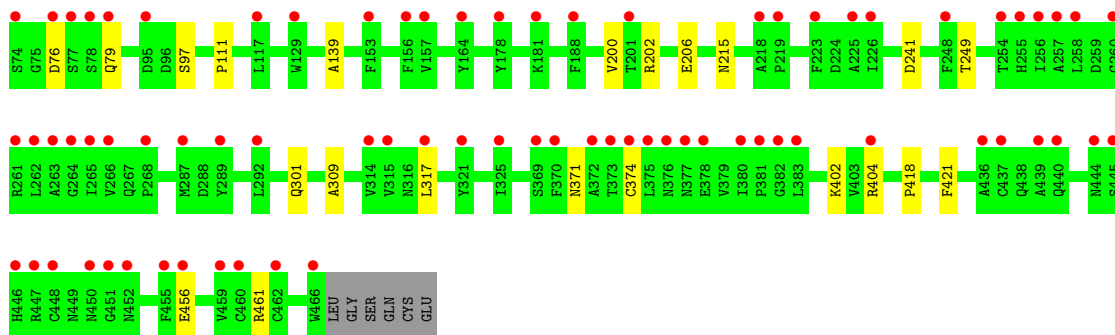 S74 G75 D76 S77 S78 Q79 D95 D96 S97 P111 L117 W129 A139 F153 F156 V157 Y164 Y178 K181 F188 V200 T201 R202 E206 N215 A218 P219 F223 D224 A225 I226 D241 F248 T249 T254 H255 I256 A257 L258 D259 G260
R261 L262 A263 G264 I265 V266 Q267 P268 M287 D288 V289 L292 Q301 A309 V314 V315 N316 L317 Y321 I325 S369 F370 N371 A372 T373 C374 L375 N376 N377 E378 V379 I380 P381 G382 L383 K402 V403 R404 P418 F421 A436 C437 Q438 A439 Q440 N444 S445
H446 R447 C448 N449 N450 G451 N452 F455 E456 V459 C460 R461 C462 W466 LEU GLY SER GLN CYS GLU